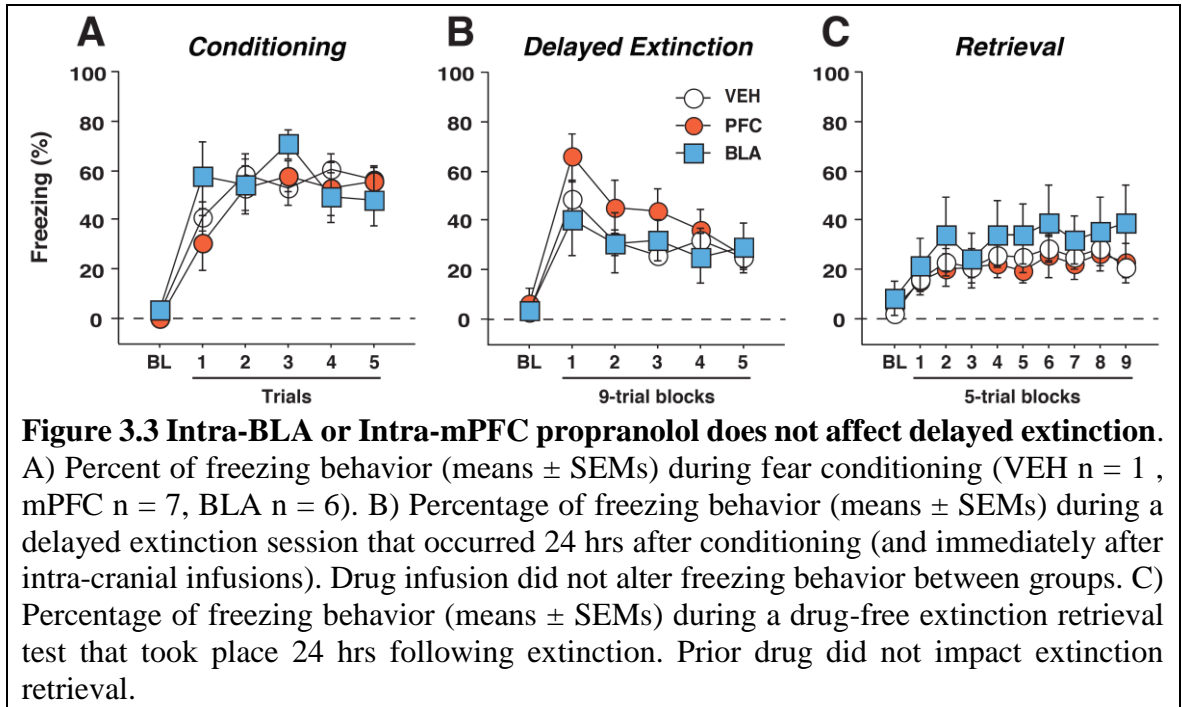 A Conditioning
B Delayed Extinction
C Retrieval
Freezing (%)
100
80
60
40
20
0
BL 1 2 3 4 5
Trials
100
80
60
40
20
0
VEH
PFC
BLA
BL 1 2 3 4 5
9-trial blocks
100
80
60
40
20
0
BL 1 2 3 4 5 6 7 8 9
5-trial blocks
Figure 3.3 Intra-BLA or Intra-mPFC propranolol does not affect delayed extinction.
A) Percent of freezing behavior (means ± SEMs) during fear conditioning (VEH n = 1 ,
mPFC n = 7, BLA n = 6). B) Percentage of freezing behavior (means ± SEMs) during a
delayed extinction session that occurred 24 hrs after conditioning (and immediately after
intra-cranial infusions). Drug infusion did not alter freezing behavior between groups. C)
Percentage of freezing behavior (means ± SEMs) during a drug-free extinction retrieval
test that took place 24 hrs following extinction. Prior drug did not impact extinction
retrieval.